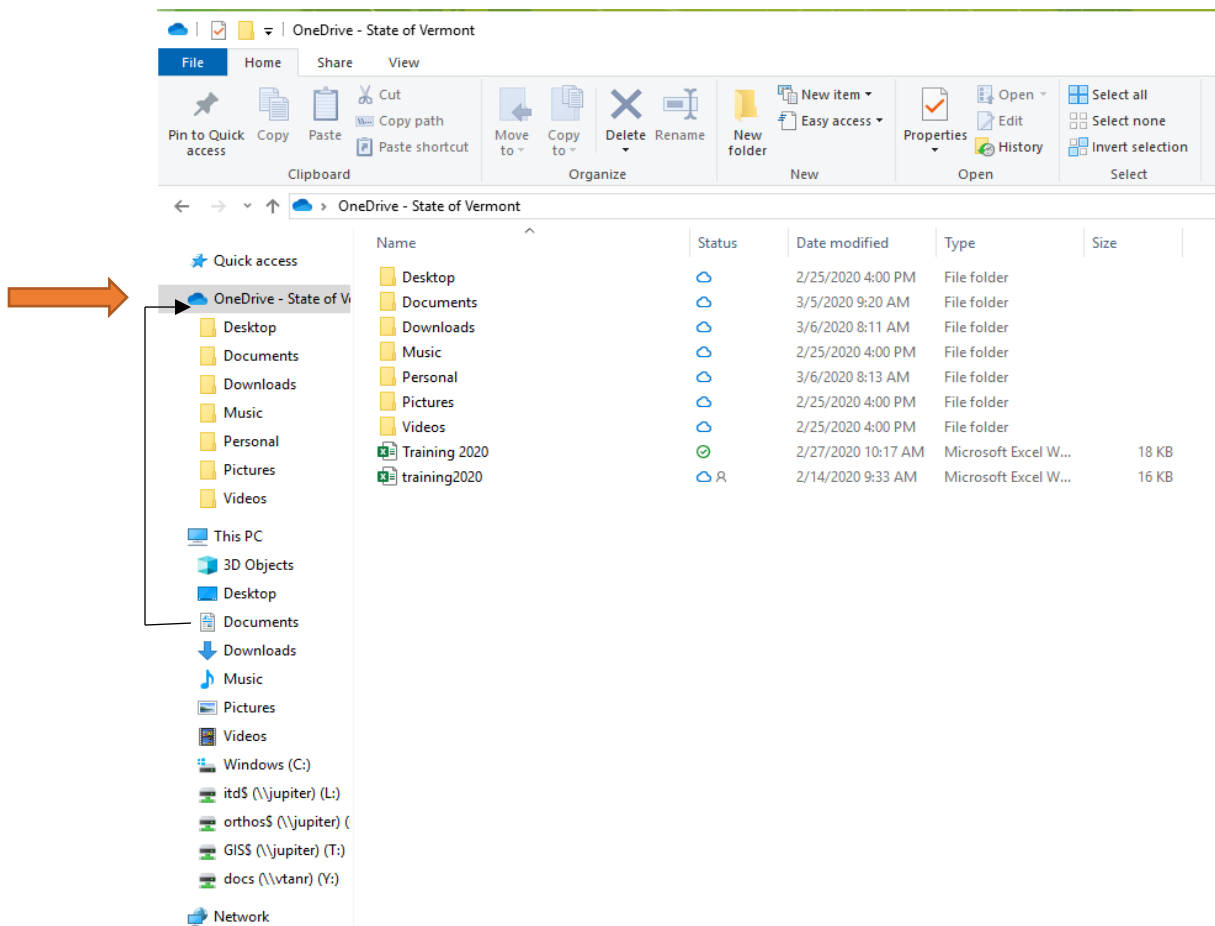 OneDrive - State of Vermont
File Home Share View
Pin to Quick access
Copy
Paste
Cut
Copy path
Paste shortcut
Clipboard
Move to
Copy to
Delete
Rename
Organize
New folder
New item
Easy access
New
Properties
Open
Edit
History
Open
Select all
Select none
Invert selection
Select
OneDrive - State of Vermont
Quick access
OneDrive - State of V
Desktop
Documents
Downloads
Music
Personal
Pictures
Videos
This PC
3D Objects
Desktop
Documents
Downloads
Music
Pictures
Videos
Windows (C:)
itd$ (\\jupiter) (L:)
orthos$ (\\jupiter) (
GIS$ (\\jupiter) (T:)
docs (\\vtanr) (Y:)
Network
Name Status Date modified Type Size
Desktop 2/25/2020 4:00 PM File folder
Documents 3/5/2020 9:20 AM File folder
Downloads 3/6/2020 8:11 AM File folder
Music 2/25/2020 4:00 PM File folder
Personal 3/6/2020 8:13 AM File folder
Pictures 2/25/2020 4:00 PM File folder
Videos 2/25/2020 4:00 PM File folder
Training 2020 2/27/2020 10:17 AM Microsoft Excel W... 18 KB
training2020 2/14/2020 9:33 AM Microsoft Excel W... 16 KB